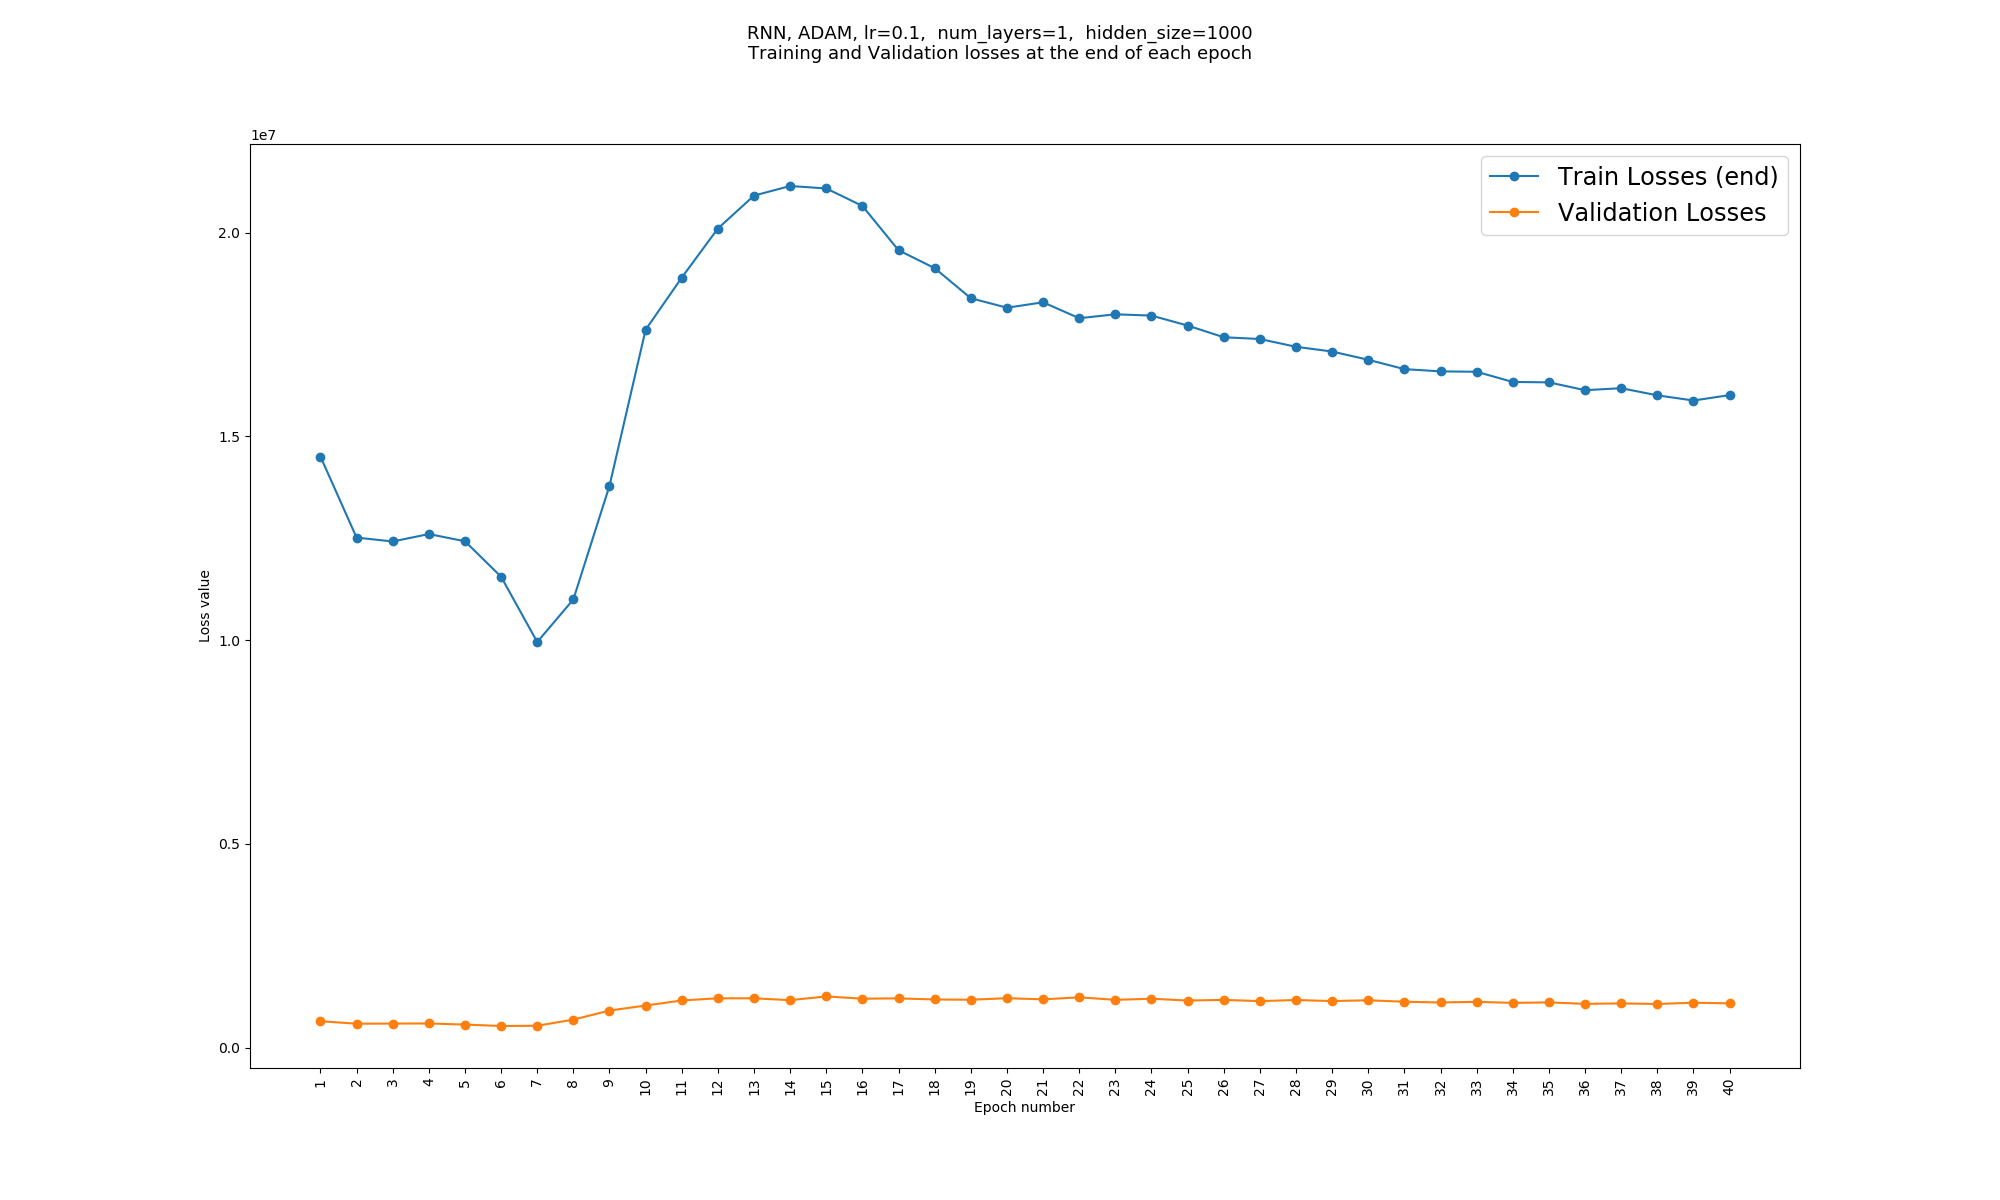 RNN, ADAM, lr=0.1,  num_layers=1,  hidden_size=1000
Training and Validation losses at the end of each epoch
1e7
Train Losses (end)
Validation Losses
2.0
1.5
1.0
0.5
0.0
Loss value
1 2 3 4 5 6 7 8 9 10 11 12 13 14 15 16 17 18 19 20 21 22 23 24 25 26 27 28 29 30 31 32 33 34 35 36 37 38 39 40
Epoch number